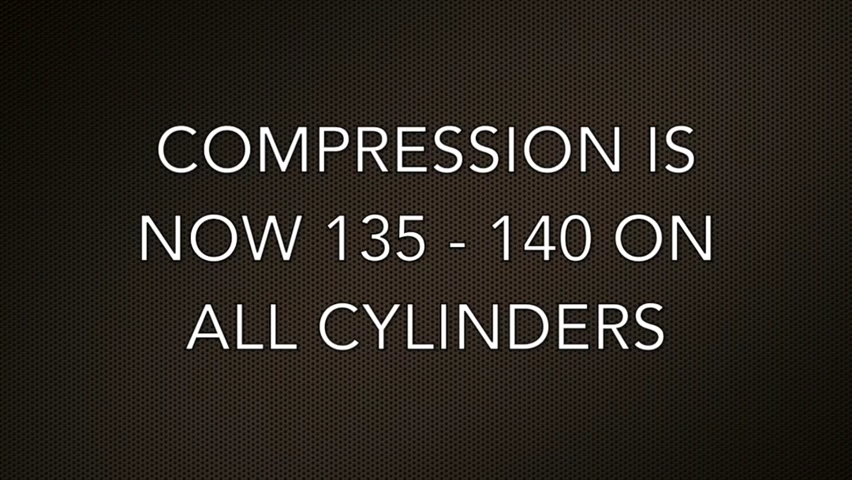 COMPRESSION IS
NOW 135 - 140 ON
ALL CYLINDERS